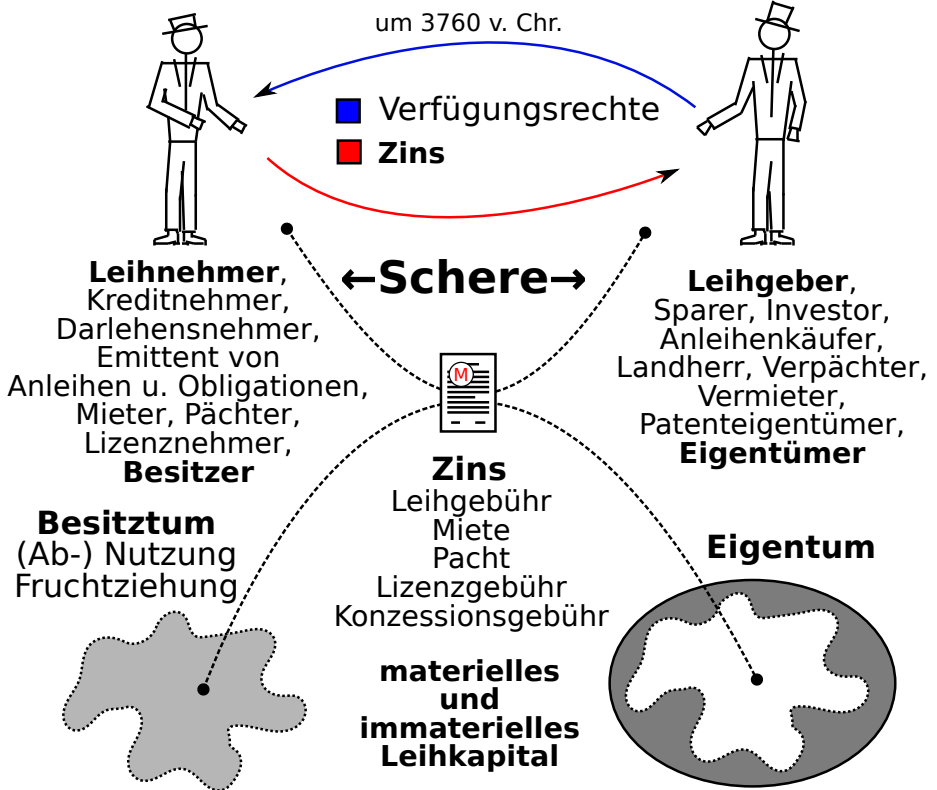 um 3760 v. Chr.
Verfügungsrechte
Zins
←Schere→
Leihnehmer,
Kreditnehmer,
Darlehensnehmer,
Emittent von
Anleihen u. Obligationen,
Mieter, Pächter,
Lizenznehmer,
Besitzer
Leihgeber,
Sparer, Investor,
Anleihenkäufer,
Landherr, Verpächter,
Vermieter,
Patenteigentümer,
Eigentümer
M
Zins
Leihgebühr
Miete
Pacht
Lizenzgebühr
Konzessionsgebühr
Besitztum
(Ab-) Nutzung
Fruchtziehung
Eigentum
materielles
und
immaterielles
Leihkapital